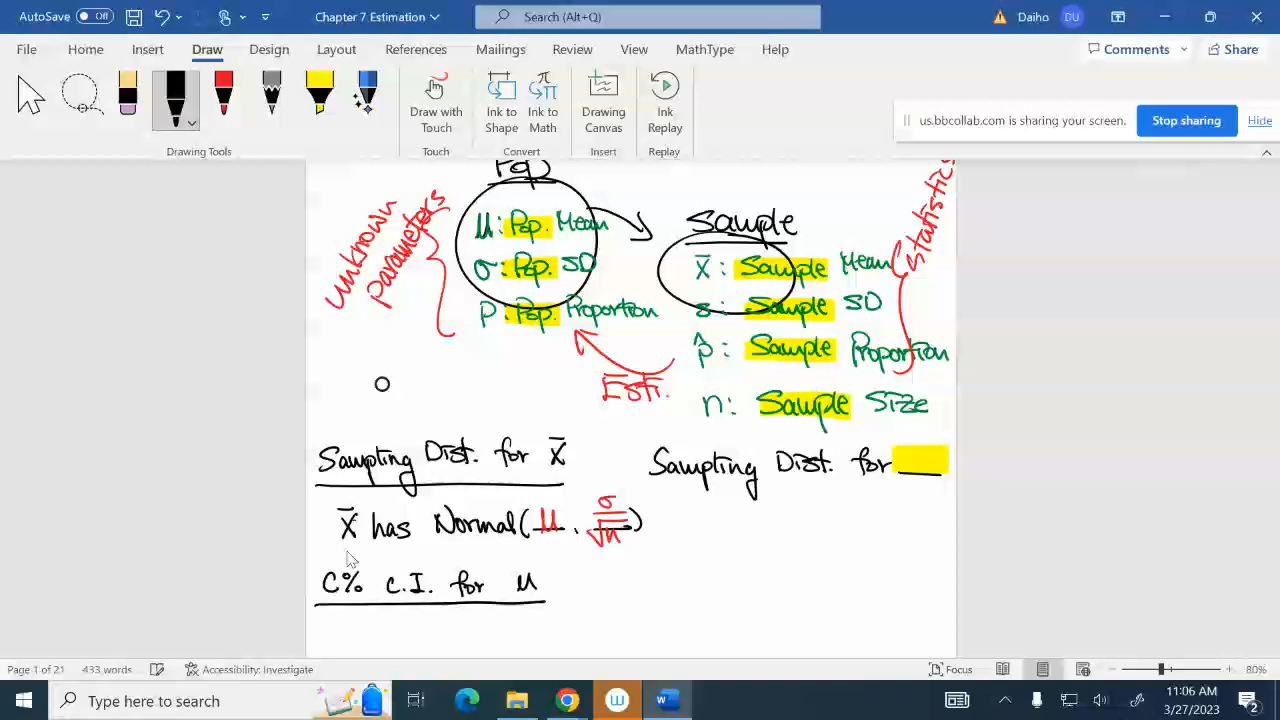 AutoSave Off
Chapter 7 Estimation
Search (Alt+Q)
Daiho DU
File Home Insert Draw Design Layout References Mailings Review View MathType Help
Comments Share
Draw with Touch
Ink to Shape
Ink to Math
Drawing Canvas
Ink Replay
Drawing Tools Touch Convert Insert Replay
us.bbcollab.com is sharing your screen. Stop sharing Hide
Pop
unknown parameters
μ: Pop. Mean
σ: Pop. SD
p: Pop. Proportion
Sample
x̄: Sample Mean
s: Sample SD
p̂: Sample Proportion
n: Sample Size
Statistics
Esti.
Sampting Dist. for x̄
Sampting Dist. for
x̄ has Normal(μ, σ/√n)
C% C.I. for μ
Page 1 of 21 433 words Accessibility: Investigate Focus 80%
Type here to search
11:06 AM
3/27/2023
2